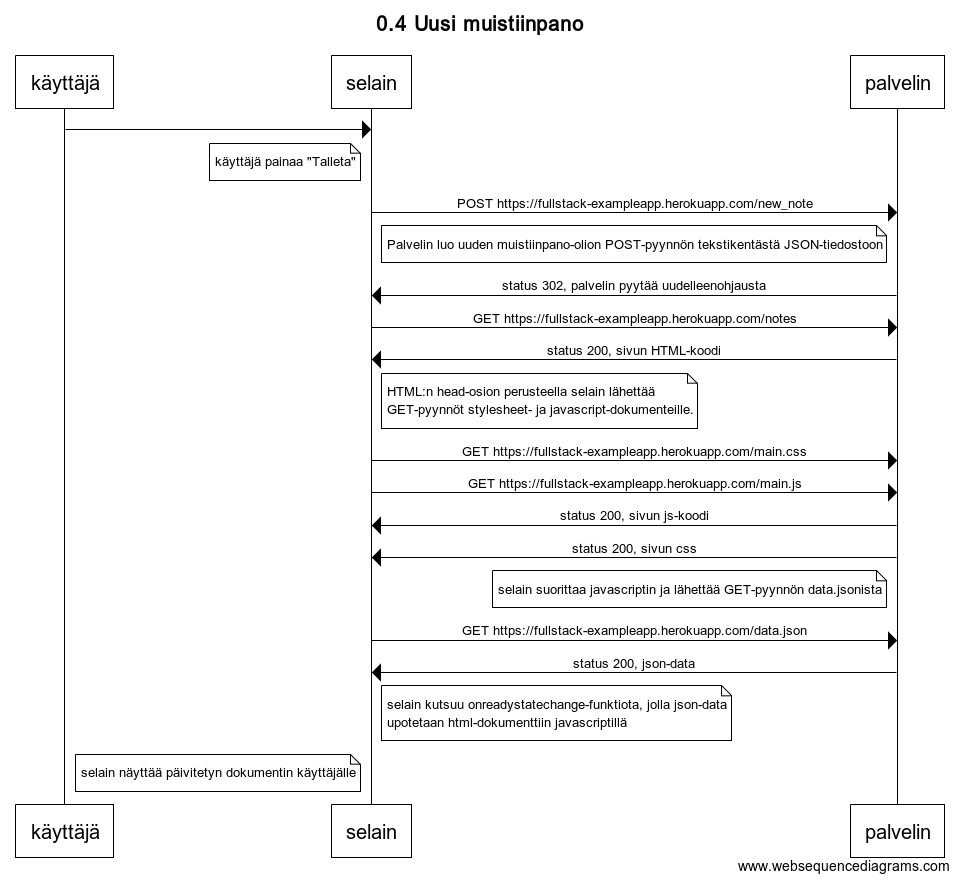 0.4 Uusi muistiinpano
käyttäjä
selain
palvelin
käyttäjä painaa "Talleta"
POST https://fullstack-exampleapp.herokuapp.com/new_note
Palvelin luo uuden muistiinpano-olion POST-pyynnön tekstikentästä JSON-tiedostoon
status 302, palvelin pyytää uudelleenohjausta
GET https://fullstack-exampleapp.herokuapp.com/notes
status 200, sivun HTML-koodi
HTML:n head-osion perusteella selain lähettää
GET-pyynnöt stylesheet- ja javascript-dokumenteille.
GET https://fullstack-exampleapp.herokuapp.com/main.css
GET https://fullstack-exampleapp.herokuapp.com/main.js
status 200, sivun js-koodi
status 200, sivun css
selain suorittaa javascriptin ja lähettää GET-pyynnön data.jsonista
GET https://fullstack-exampleapp.herokuapp.com/data.json
status 200, json-data
selain kutsuu onreadystatechange-funktiota, jolla json-data
upotetaan html-dokumenttiin javascriptillä
selain näyttää päivitetyn dokumentin käyttäjälle
käyttäjä
selain
palvelin
www.websequencediagrams.com